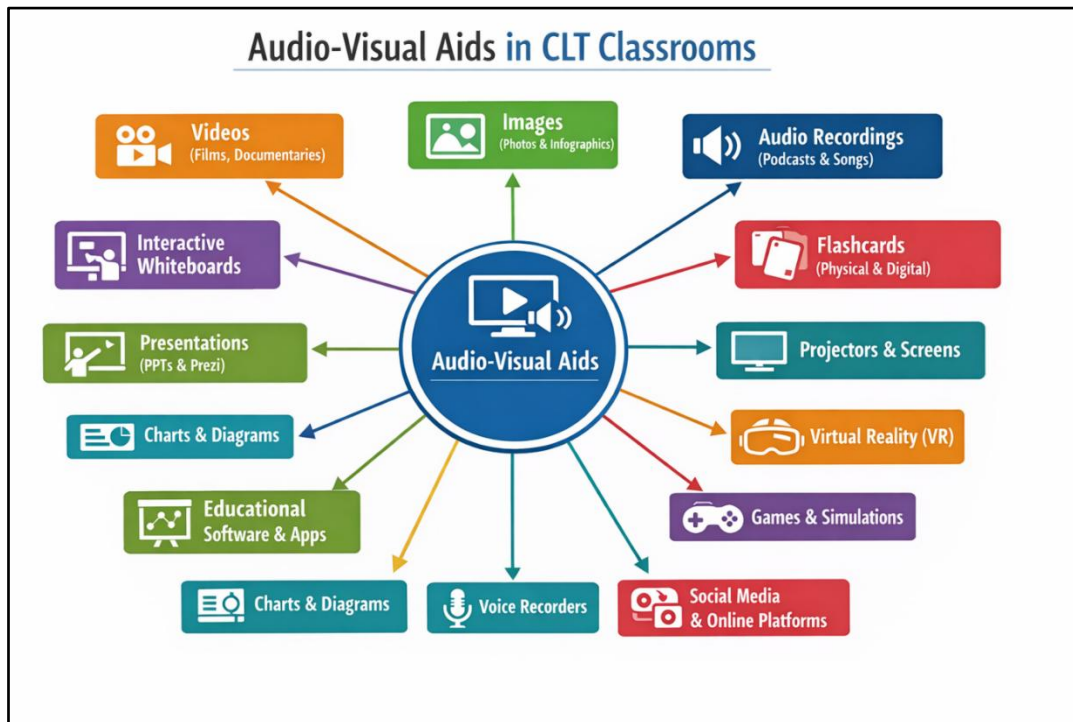 Audio-Visual Aids in CLT Classrooms
Videos
(Films, Documentaries)
Images
(Photos & Infographics)
Audio Recordings
(Podcasts & Songs)
Interactive
Whiteboards
Flashcards
(Physical & Digital)
Presentations
(PPTs & Prezi)
Audio-Visual Aids
Projectors & Screens
Charts & Diagrams
Virtual Reality (VR)
Educational
Software & Apps
Games & Simulations
Charts & Diagrams
Voice Recorders
Social Media
& Online Platforms